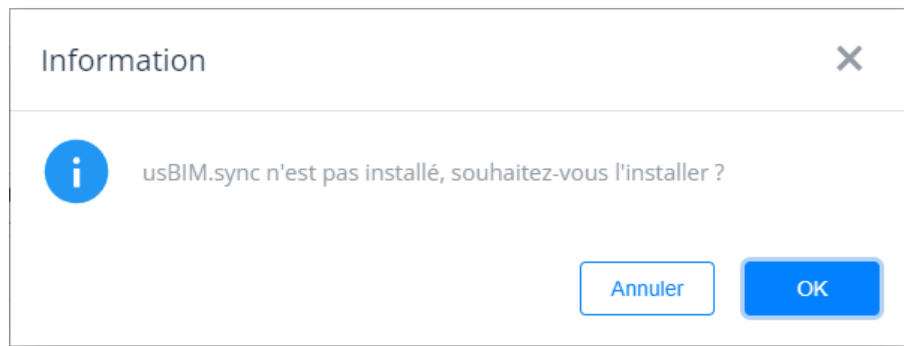 Information
usBIM.sync n'est pas installé, souhaitez-vous l'installer ?
Annuler
OK